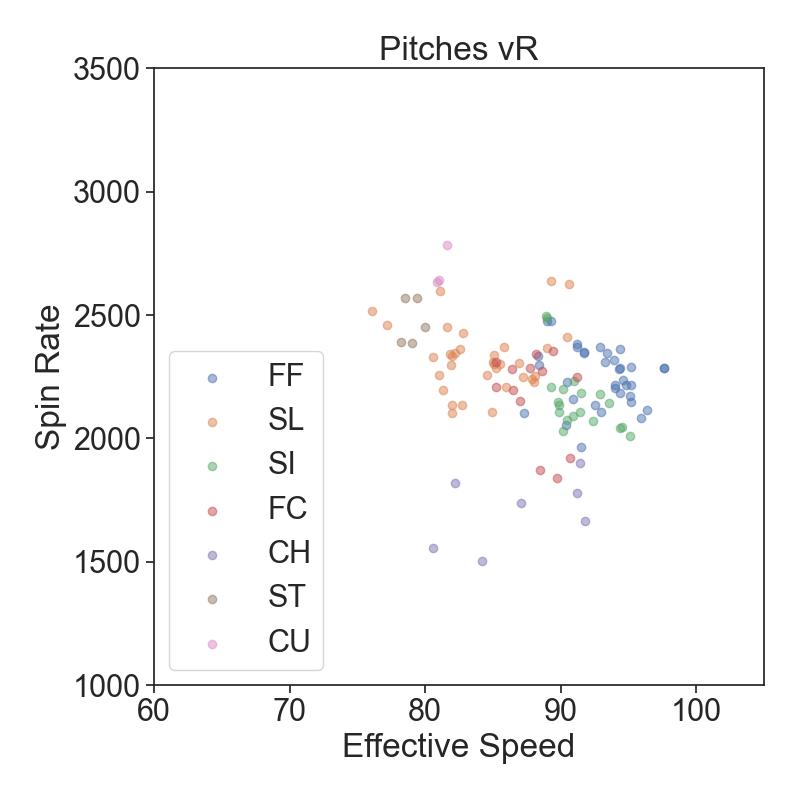 Pitches vR
3500
3000
2500
2000
1500
1000
Spin Rate
FF
SL
SI
FC
CH
ST
CU
60 70 80 90 100
Effective Speed